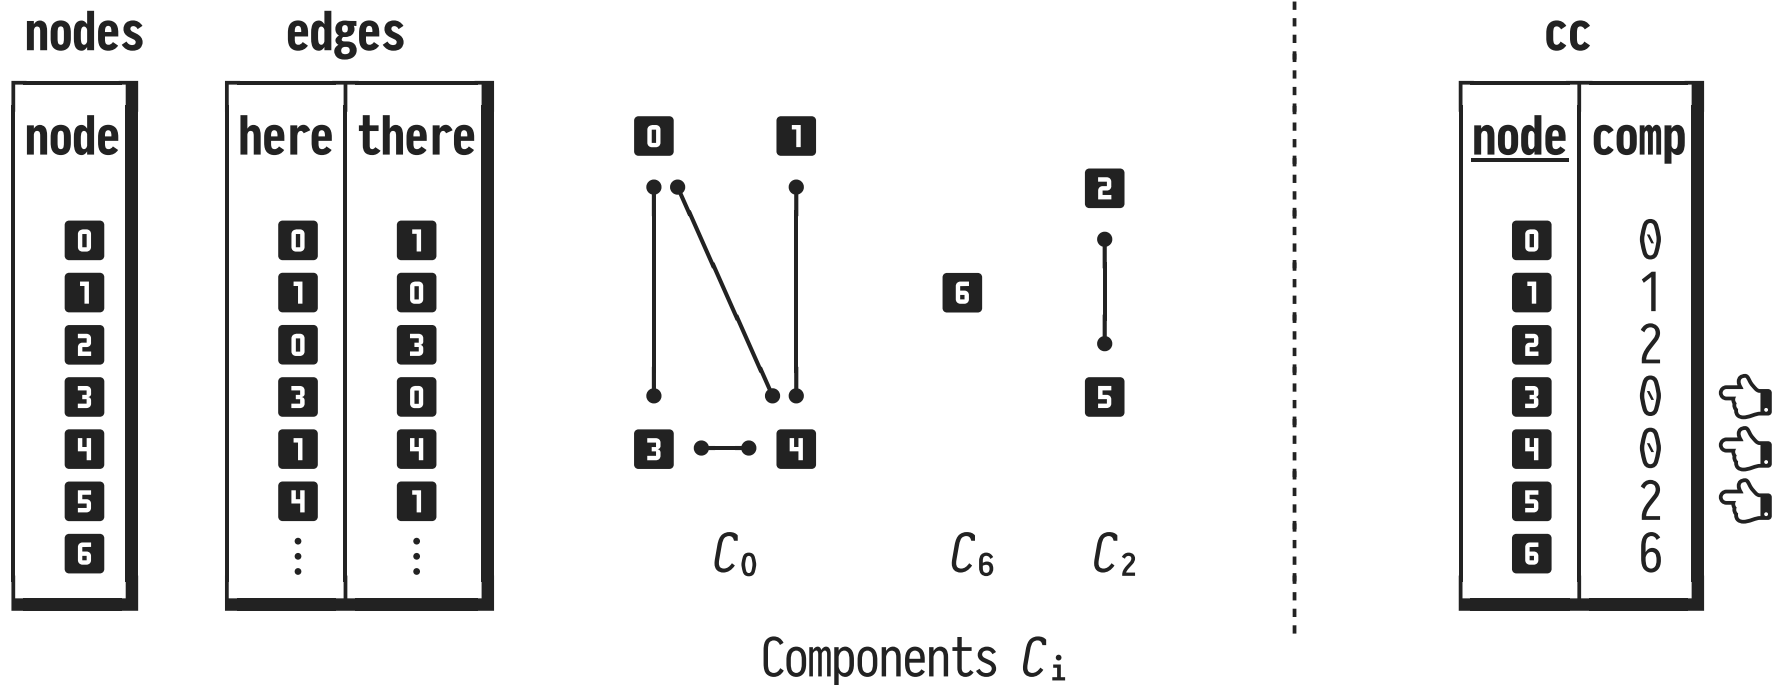 nodes edges cc
node here there node comp
0 1
2
0 0 1 0 0
1 1 0 6 1 1
2 0 3 2 2
3 3 0 5 3 0
4 1 4 3 4 4 0
5 4 1 5 2
6 ⋮ ⋮ C0 C6 C2 6 6
Components Ci